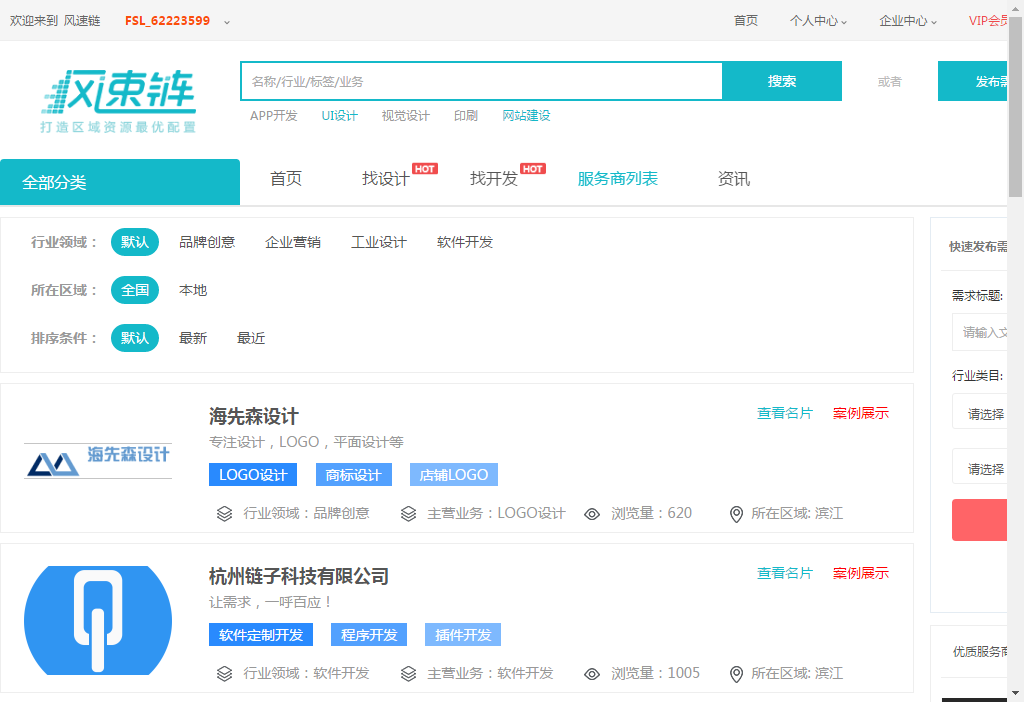 欢迎来到 风速链 FSL_62223599 首页 个人中心 企业中心 VIP会员
风速链
打造区域资源最优配置
名称/行业/标签/业务 搜索 或者 发布需
APP开发 UI设计 视觉设计 印刷 网站建设
全部分类 首页 找设计 HOT 找开发 HOT 服务商列表 资讯
行业领域： 默认 品牌创意 企业营销 工业设计 软件开发
所在区域： 全国 本地
排序条件： 默认 最新 最近
快速发布需
需求标题:
请输入文
行业类目:
请选择
请选择
海先森设计 查看名片 案例展示
专注设计，LOGO，平面设计等
海先森设计
LOGO设计 商标设计 店铺LOGO
行业领域：品牌创意 主营业务：LOGO设计 浏览量：620 所在区域: 滨江
杭州链子科技有限公司 查看名片 案例展示
让需求，一呼百应！
软件定制开发 程序开发 插件开发
行业领域：软件开发 主营业务：软件开发 浏览量：1005 所在区域: 滨江
优质服务商